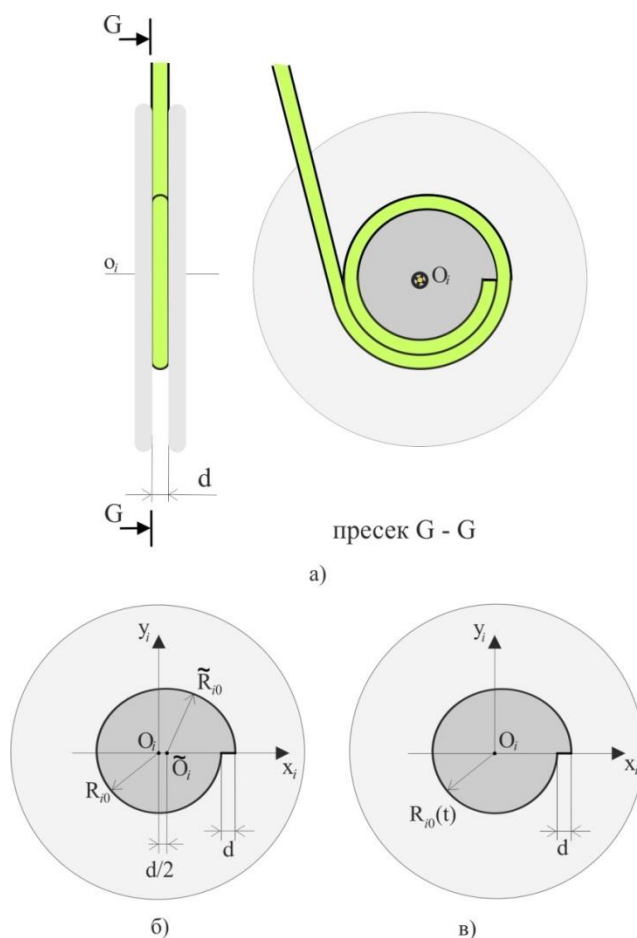 G
o_i
O_i
d
G
пресек G - G
а)
y_i
R̃_i0
O_i
Õ_i
x_i
R_i0
d
d/2
б)
y_i
O_i
x_i
R_i0(t)
d
в)